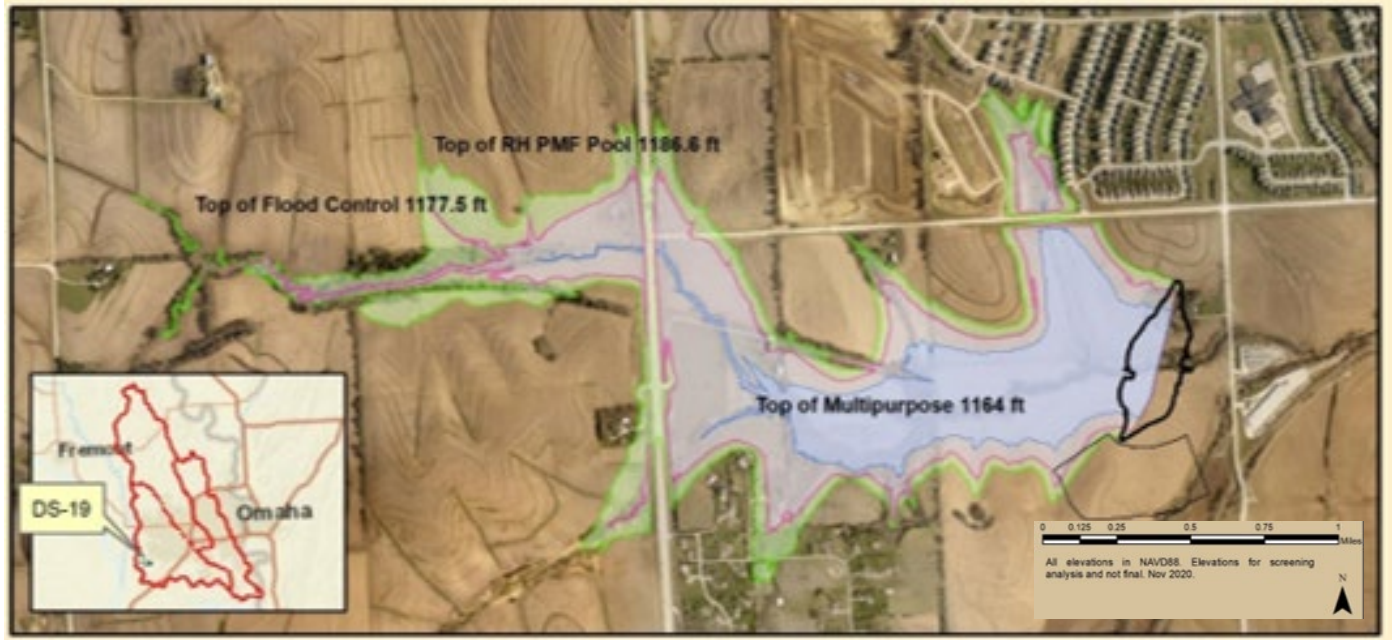 Top of RH PMF Pool 1186.6 ft
Top of Flood Control 1177.5 ft
Top of Multipurpose 1164 ft
Fremont
DS-19
Omaha
0 0.125 0.25 0.5 0.75 1
Miles
All elevations in NAVD88. Elevations for screening
analysis and not final. Nov 2020.
N